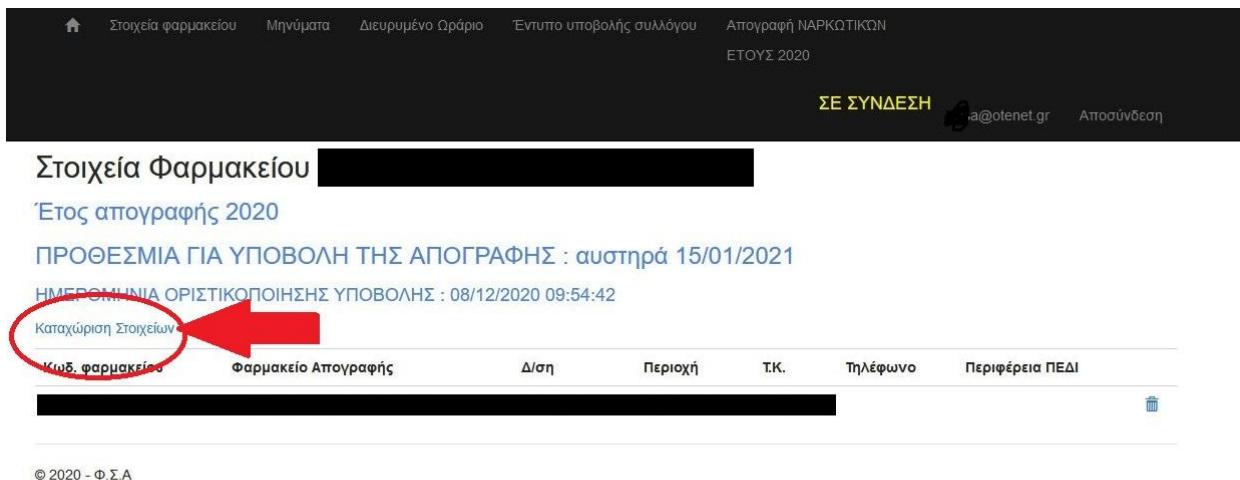 Στοιχεία φαρμακείου Μηνύματα Διευρυμένο Ωράριο Έντυπο υποβολής συλλόγου Απογραφή ΝΑΡΚΩΤΙΚΏΝ
ΕΤΟΥΣ 2020
ΣΕ ΣΥΝΔΕΣΗ a@otenet.gr Αποσύνδεση
Στοιχεία Φαρμακείου
Έτος απογραφής 2020
ΠΡΟΘΕΣΜΙΑ ΓΙΑ ΥΠΟΒΟΛΗ ΤΗΣ ΑΠΟΓΡΑΦΗΣ : αυστηρά 15/01/2021
ΗΜΕΡΟΜΗΝΙΑ ΟΡΙΣΤΙΚΟΠΟΙΗΣΗΣ ΥΠΟΒΟΛΗΣ : 08/12/2020 09:54:42
Καταχώριση Στοιχείων
Κωδ. φαρμακείου Φαρμακείο Απογραφής Δ/ση Περιοχή Τ.Κ. Τηλέφωνο Περιφέρεια ΠΕΔΙ
© 2020 - Φ.Σ.Α